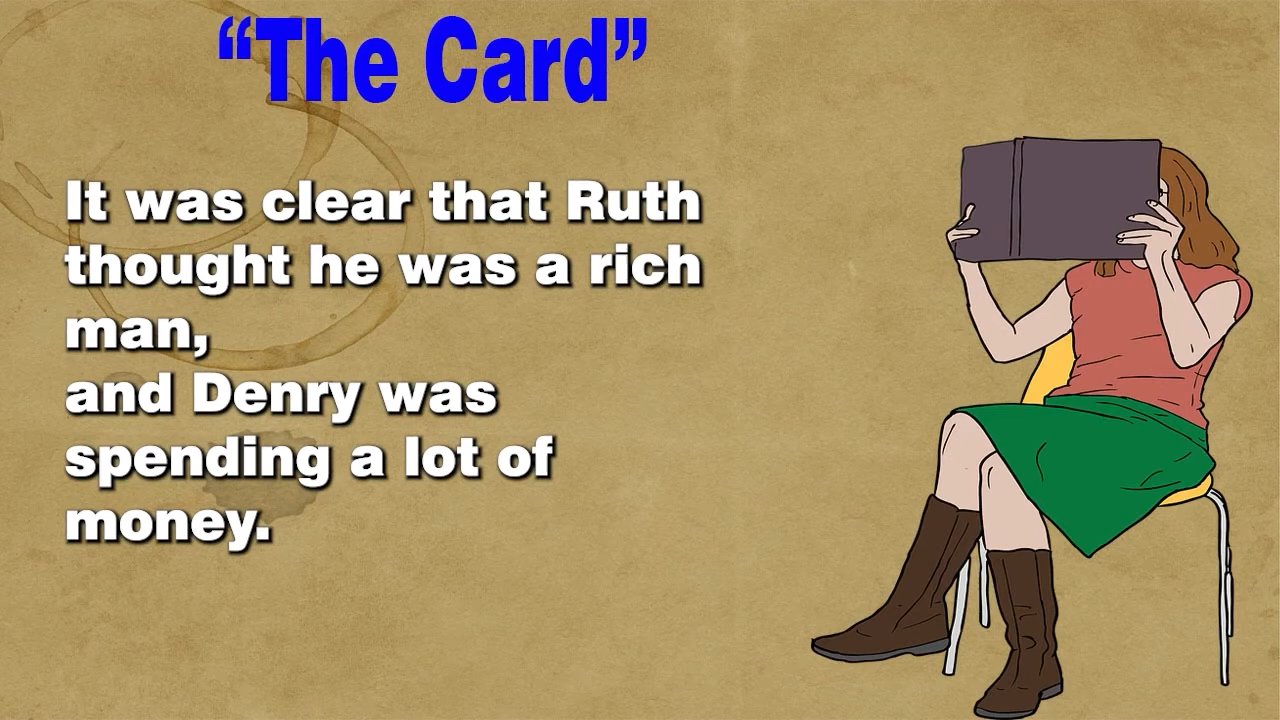 “The Card”
It was clear that Ruth
thought he was a rich
man,
and Denry was
spending a lot of
money.